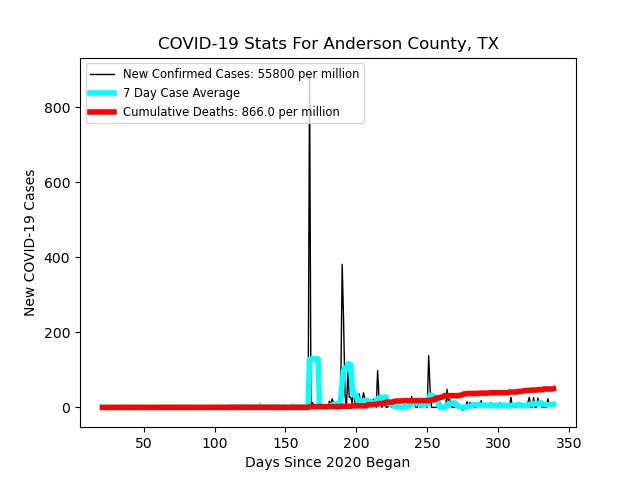 COVID-19 Stats For Anderson County, TX
New Confirmed Cases: 55800 per million
7 Day Case Average
Cumulative Deaths: 866.0 per million
New COVID-19 Cases
800
600
400
200
0
50 100 150 200 250 300 350
Days Since 2020 Began